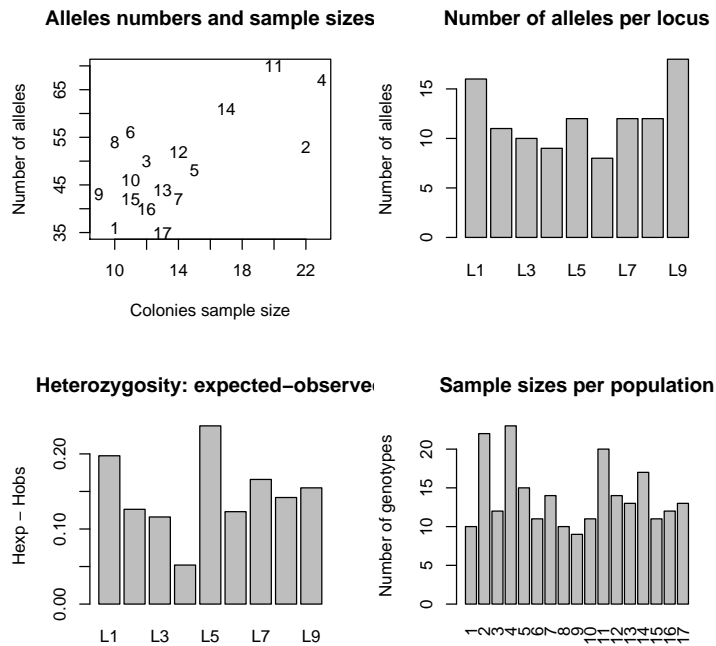 Alleles numbers and sample sizes
Number of alleles
35 45 55 65
11
4
14
6
8
2
12
3
5
10
9
13
15
7
16
1
17
10 14 18 22
Colonies sample size
Number of alleles per locus
Number of alleles
0 5 10 15
L1 L3 L5 L7 L9
Heterozygosity: expected−observe
Hexp − Hobs
0.00 0.10 0.20
L1 L3 L5 L7 L9
Sample sizes per population
Number of genotypes
0 5 10 15 20
1 2 3 4 5 6 7 8 9 10 11 12 13 14 15 16 17